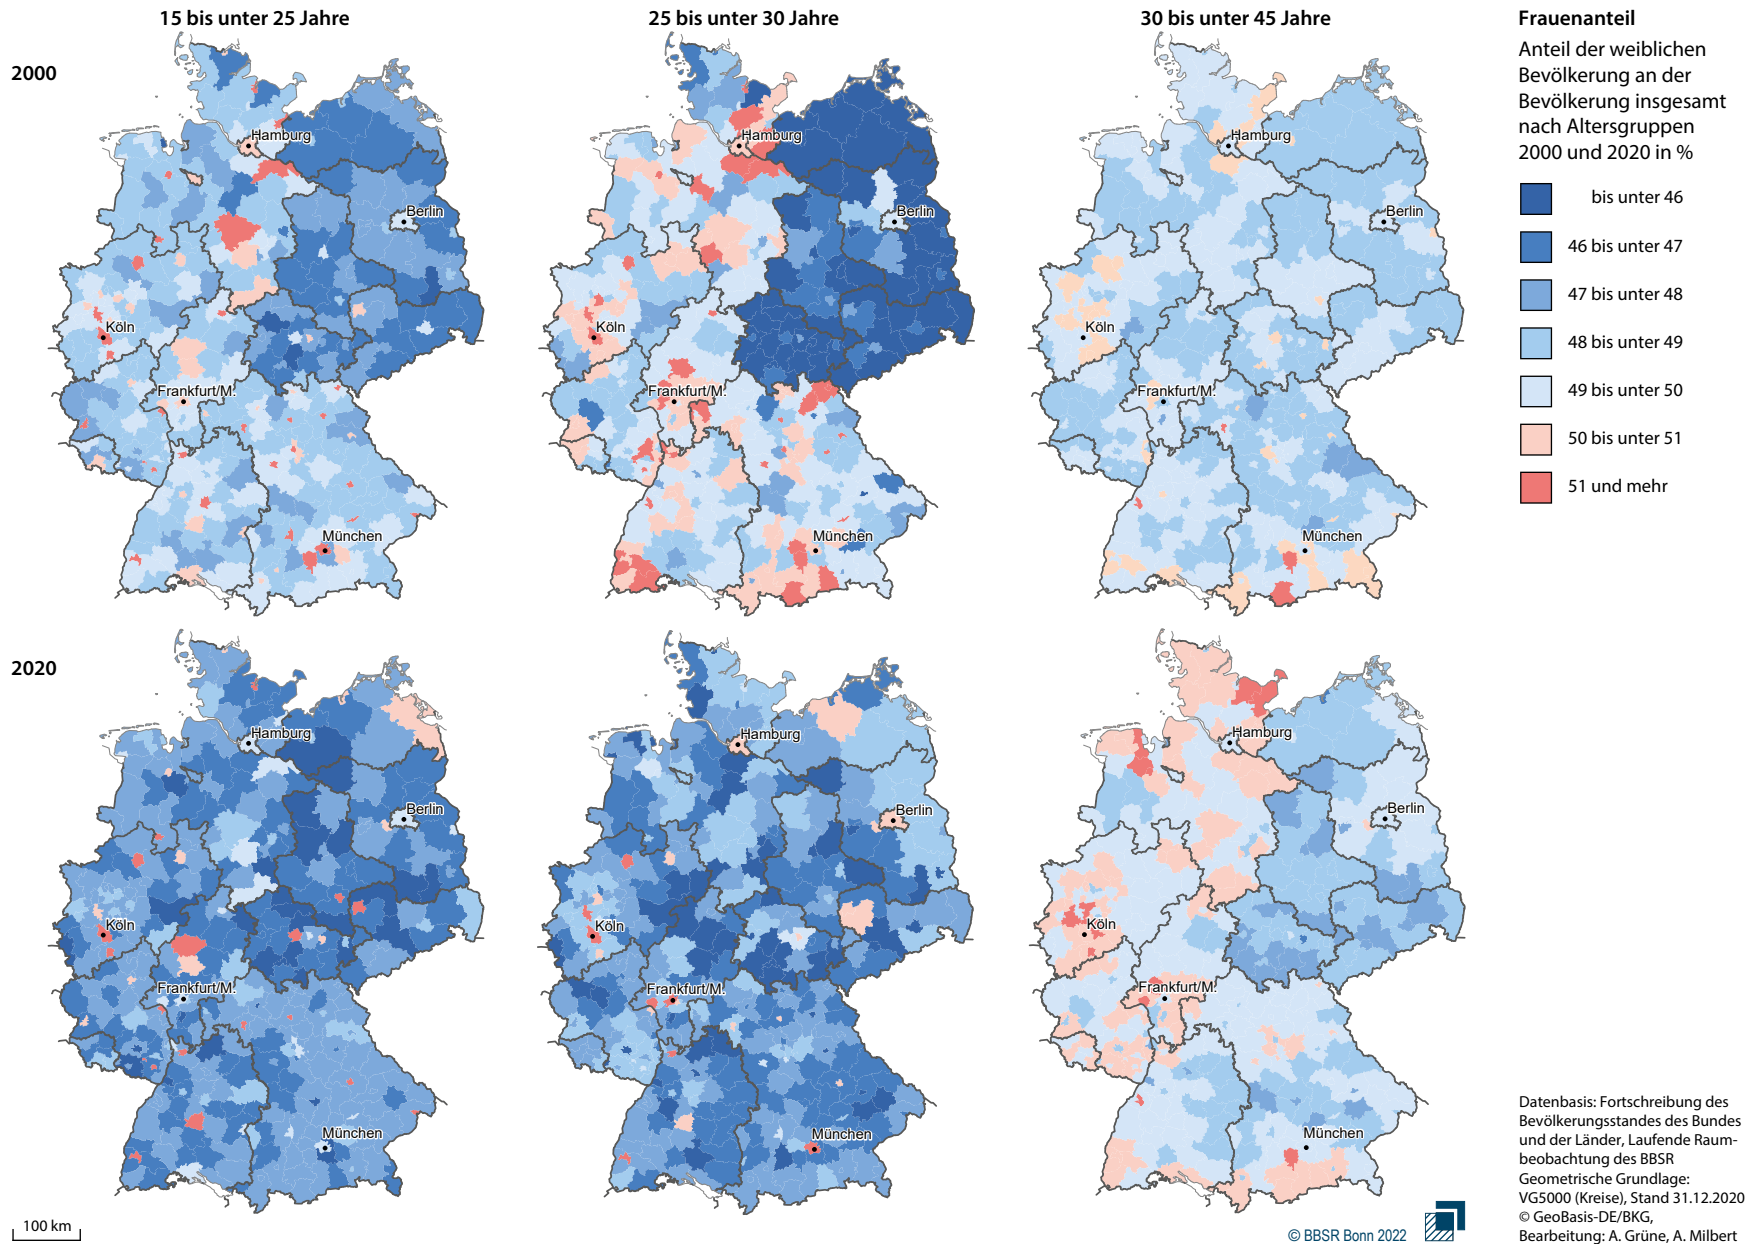 15 bis unter 25 Jahre
25 bis unter 30 Jahre
30 bis unter 45 Jahre
2000
Hamburg
Berlin
Köln
Frankfurt/M.
München
Hamburg
Berlin
Köln
Frankfurt/M.
München
Hamburg
Berlin
Köln
Frankfurt/M.
München
2020
Hamburg
Berlin
Köln
Frankfurt/M.
München
Hamburg
Berlin
Köln
Frankfurt/M.
München
Hamburg
Berlin
Köln
Frankfurt/M.
München
100 km
Frauenanteil
Anteil der weiblichen
Bevölkerung an der
Bevölkerung insgesamt
nach Altersgruppen
2000 und 2020 in %
bis unter 46
46 bis unter 47
47 bis unter 48
48 bis unter 49
49 bis unter 50
50 bis unter 51
51 und mehr
Datenbasis: Fortschreibung des
Bevölkerungsstandes des Bundes
und der Länder, Laufende Raum-
beobachtung des BBSR
Geometrische Grundlage:
VG5000 (Kreise), Stand 31.12.2020
© GeoBasis-DE/BKG,
Bearbeitung: A. Grüne, A. Milbert
© BBSR Bonn 2022